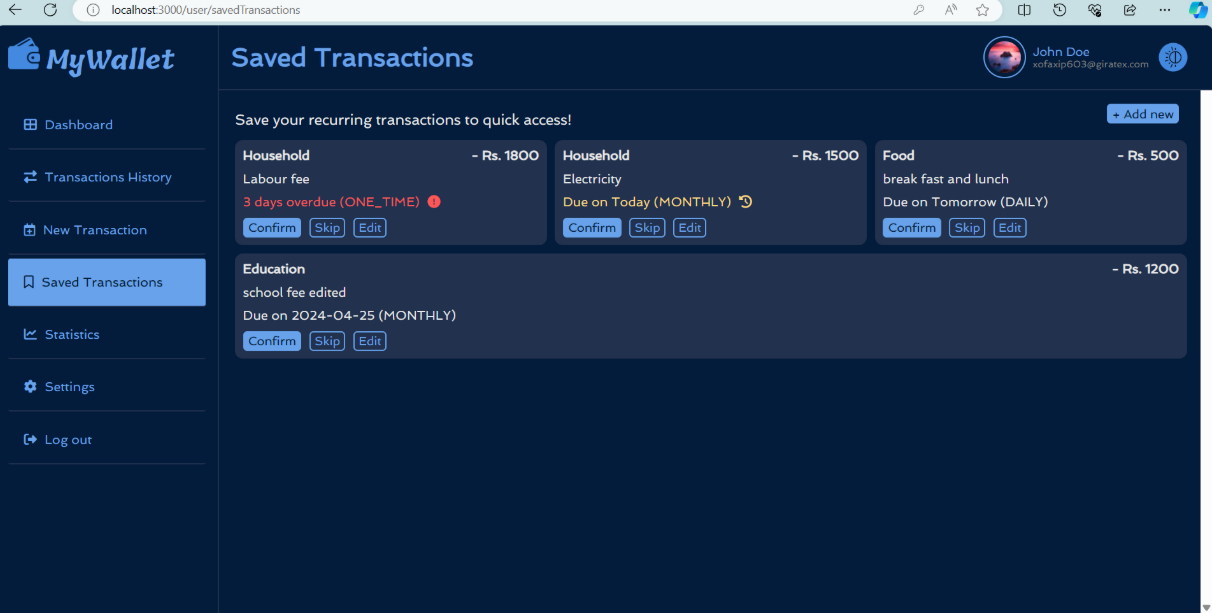 localhost:3000/user/savedTransactions
MyWallet
Saved Transactions
John Doe
xofaxip603@giratex.com
Dashboard
Transactions History
New Transaction
Saved Transactions
Statistics
Settings
Log out
Save your recurring transactions to quick access!
+ Add new
Household - Rs. 1800
Labour fee
3 days overdue (ONE_TIME)
Confirm Skip Edit
Household - Rs. 1500
Electricity
Due on Today (MONTHLY)
Confirm Skip Edit
Food - Rs. 500
break fast and lunch
Due on Tomorrow (DAILY)
Confirm Skip Edit
Education - Rs. 1200
school fee edited
Due on 2024-04-25 (MONTHLY)
Confirm Skip Edit